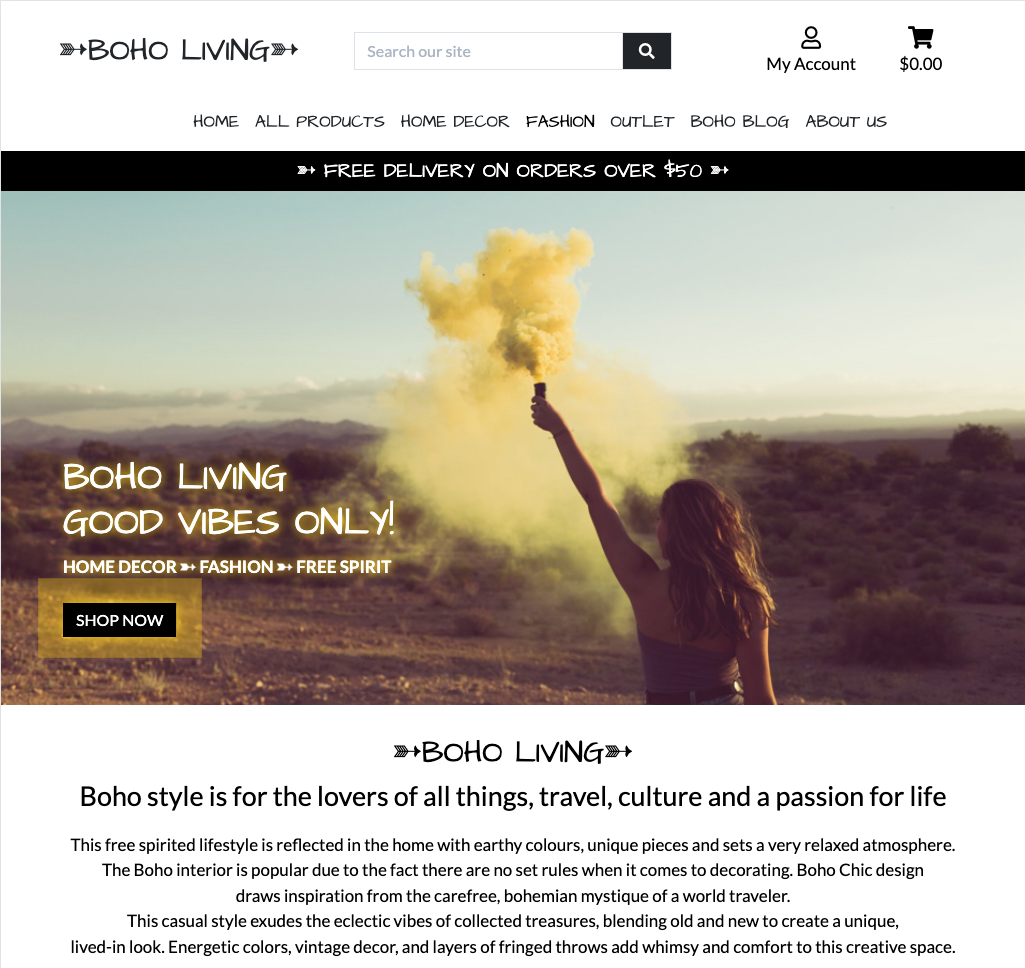 BOHO LIVING
Search our site
My Account
$0.00
HOME ALL PRODUCTS HOME DECOR FASHION OUTLET BOHO BLOG ABOUT US
FREE DELIVERY ON ORDERS OVER $50
BOHO LIVING
GOOD VIBES ONLY!
HOME DECOR ➳ FASHION ➳ FREE SPIRIT
SHOP NOW
BOHO LIVING
Boho style is for the lovers of all things, travel, culture and a passion for life
This free spirited lifestyle is reflected in the home with earthy colours, unique pieces and sets a very relaxed atmosphere.
The Boho interior is popular due to the fact there are no set rules when it comes to decorating. Boho Chic design
draws inspiration from the carefree, bohemian mystique of a world traveler.
This casual style exudes the eclectic vibes of collected treasures, blending old and new to create a unique,
lived-in look. Energetic colors, vintage decor, and layers of fringed throws add whimsy and comfort to this creative space.